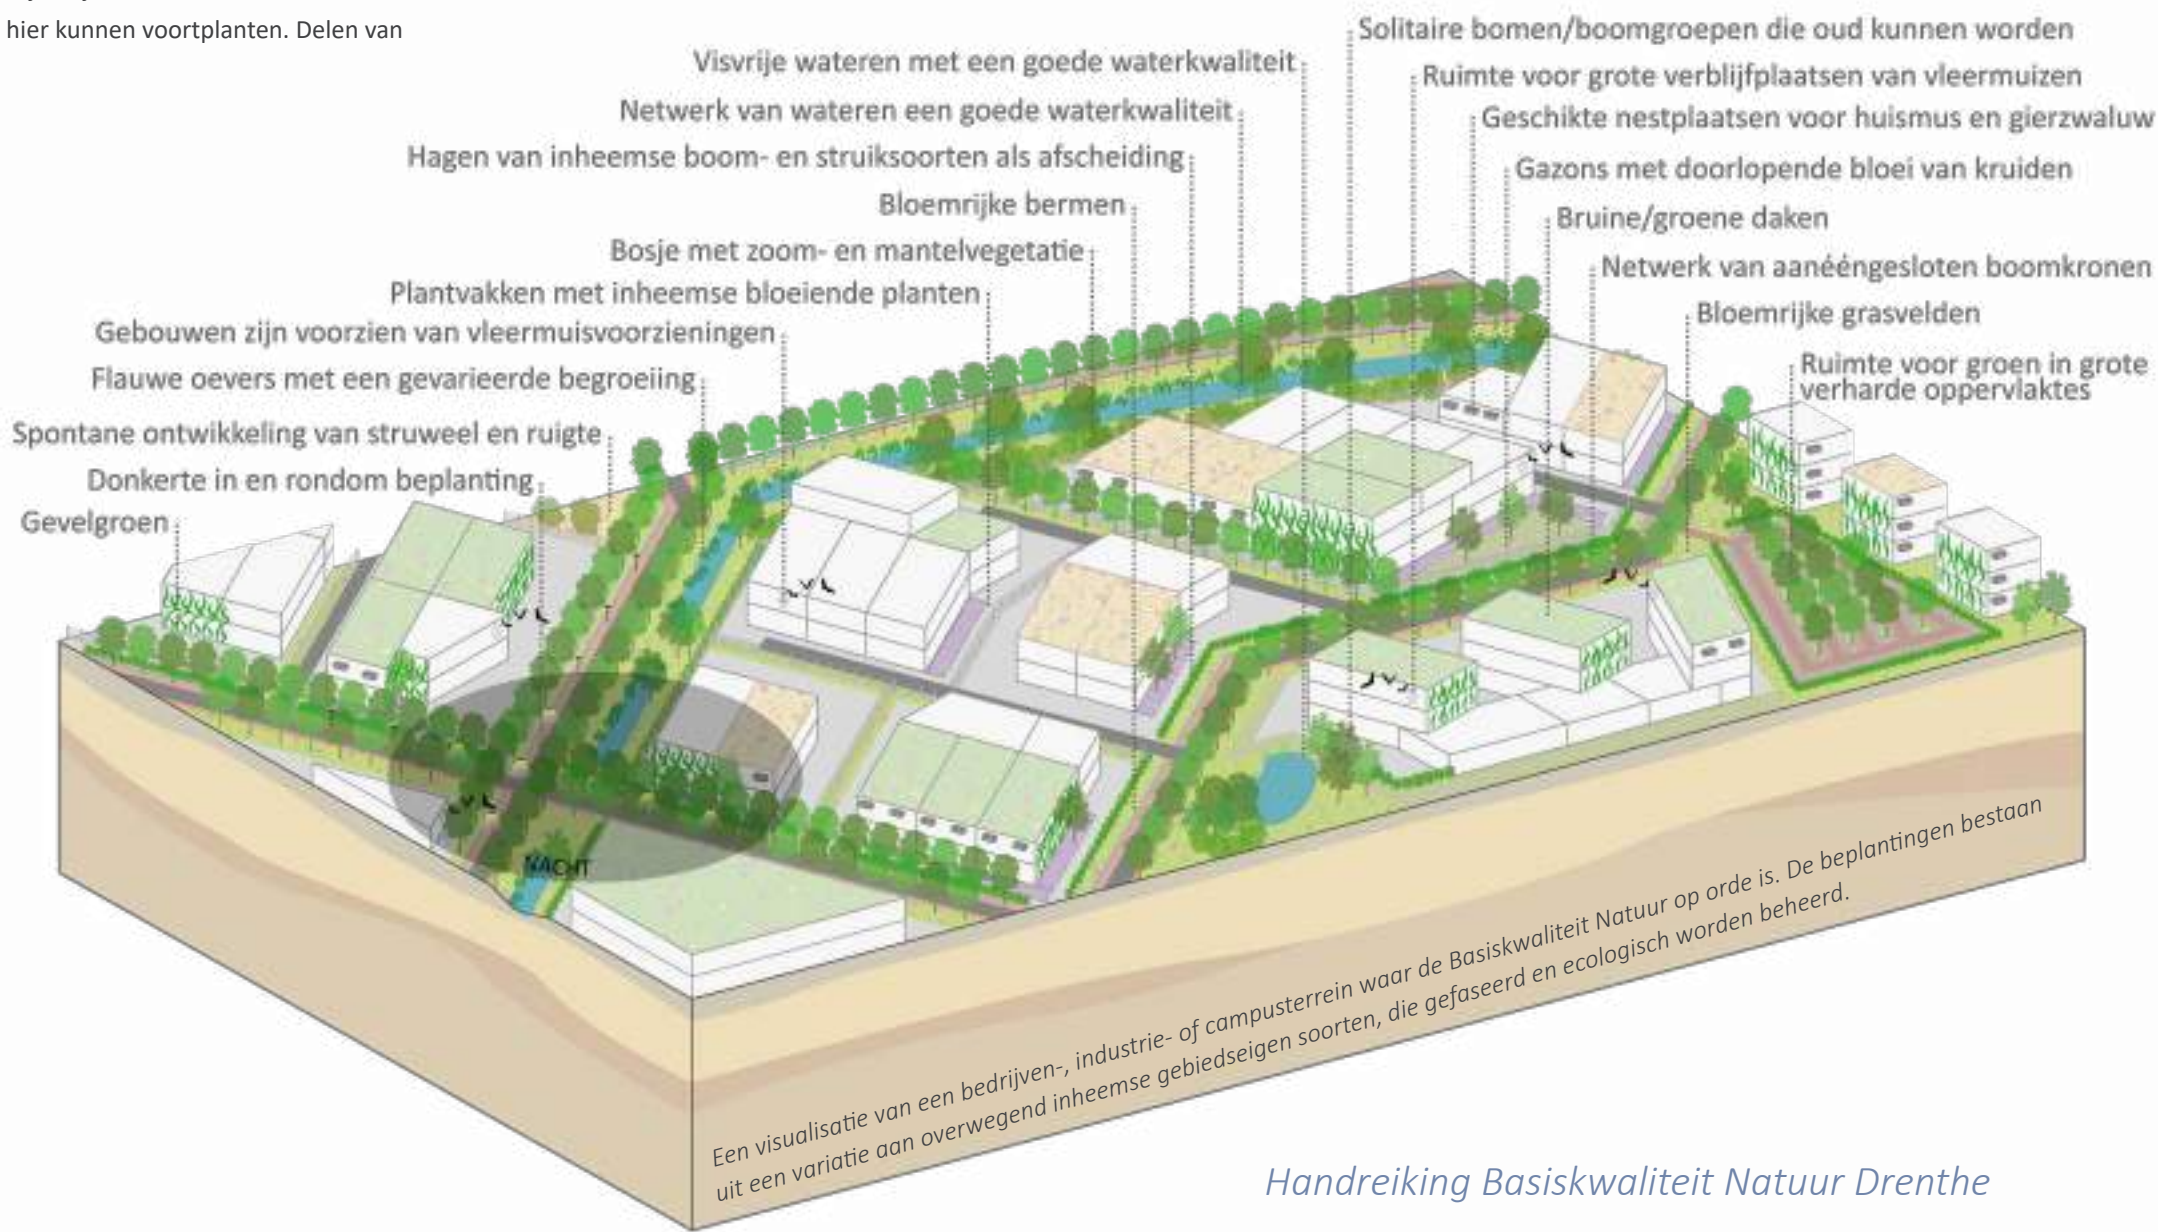 hier kunnen voortplanten. Delen van
Solitaire bomen/boomgroepen die oud kunnen worden
Visvrije wateren met een goede waterkwaliteit
Ruimte voor grote verblijfplaatsen van vleermuizen
Netwerk van wateren een goede waterkwaliteit
Geschikte nestplaatsen voor huismus en gierzwaluw
Hagen van inheemse boom- en struiksoorten als afscheiding
Gazons met doorlopende bloei van kruiden
Bloemrijke bermen
Bruine/groene daken
Bosje met zoom- en mantelvegetatie
Netwerk van aanééngesloten boomkronen
Plantvakken met inheemse bloeiende planten
Bloemrijke grasvelden
Gebouwen zijn voorzien van vleermuisvoorzieningen
Ruimte voor groen in grote
verharde oppervlaktes
Flauwe oevers met een gevarieerde begroeiing
Spontane ontwikkeling van struweel en ruigte
Donkerte in en rondom beplanting
Gevelgroen
NACHT
Een visualisatie van een bedrijven-, industrie- of campusterrein waar de Basiskwaliteit Natuur op orde is. De beplantingen bestaan
uit een variatie aan overwegend inheemse gebiedseigen soorten, die gefaseerd en ecologisch worden beheerd.
Handreiking Basiskwaliteit Natuur Drenthe